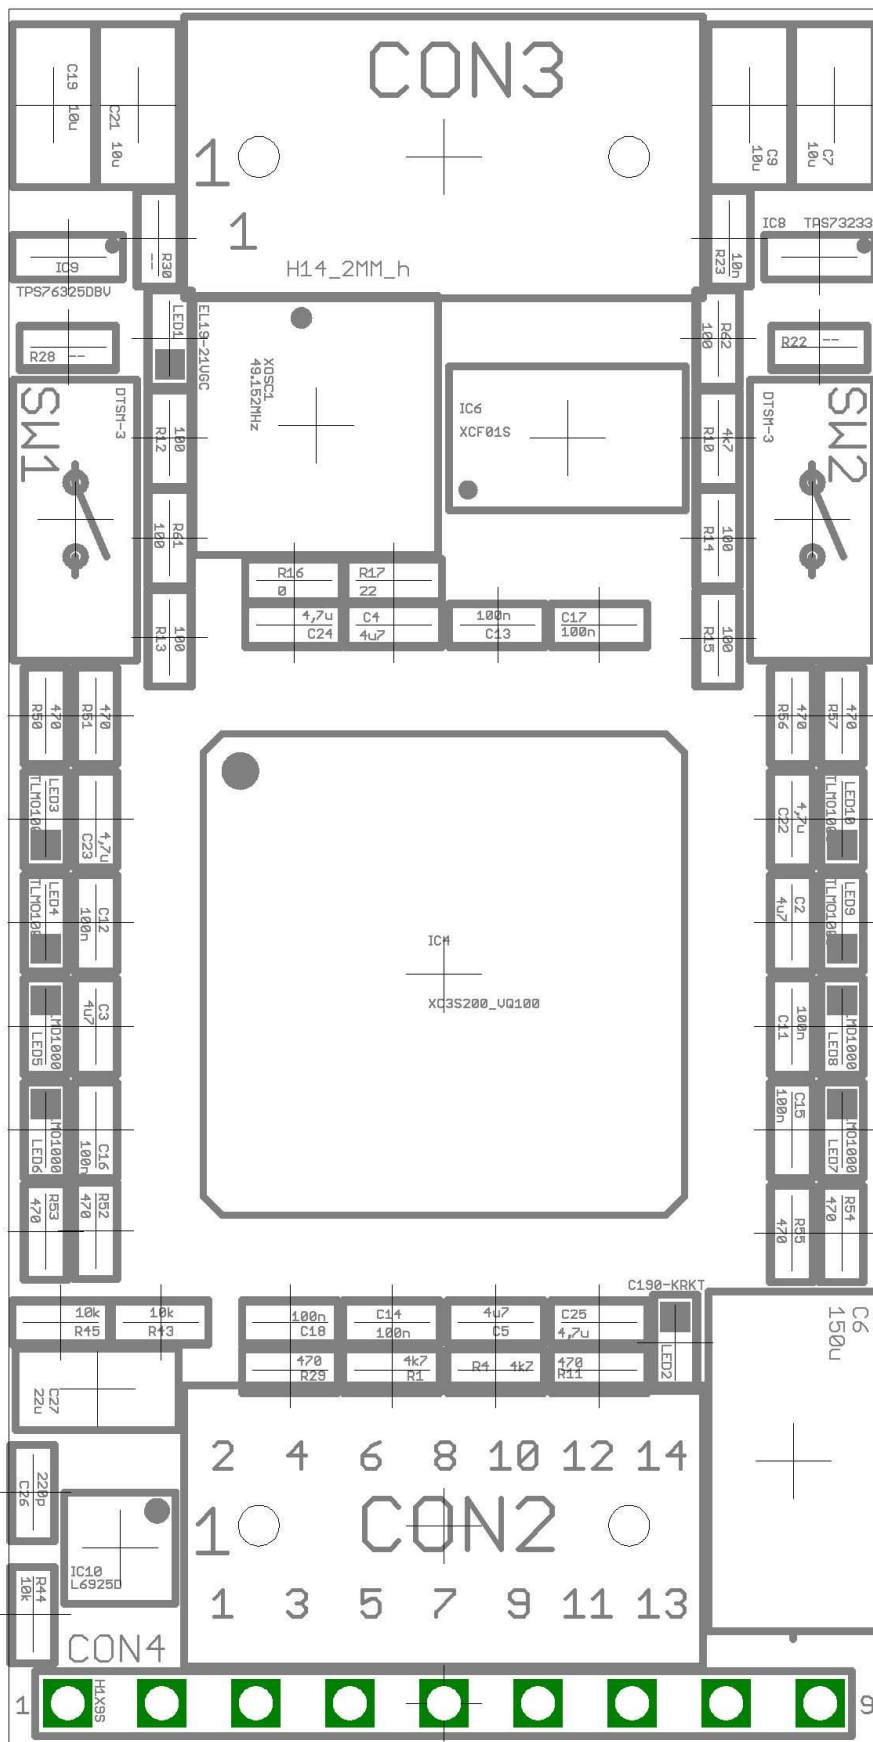 CON3
C19
10u
C21
10u
C9
10u
C7
10u
1
1
H14_2MM_h
R30
--
IC9
TPS76325DBV
R23
10n
IC8
TPS73233
R28 --
LED1
EL19-21VGC
XOSC1
49.152MHz
R62
100
R22 --
SW1
DTSM-3
R12
100
R61
100
R13
100
IC6
XCF01S
R10
4k7
R14
100
R15
100
DTSM-3
SW2
R16
0
R17
22
4,7u
C24
C4
4u7
100n
C13
C17
100n
R50
470
R51
470
R56
470
R57
470
LED3
C23
4,7u
C22
4,7u
LED10
LED4
C12
100n
C2
4u7
LED9
IC4
XC3S200_VQ100
LED5
C3
4u7
C11
100n
LED8
LED6
C16
100n
C15
100n
LED7
R53
470
R52
470
R55
470
R54
470
C190-KRKT
10k
R45
10k
R43
100n
C18
C14
100n
4u7
C5
C25
4,7u
LED2
C6
150u
470
R29
4k7
R1
R4 4k7
470
R11
C27
22u
2 4 6 8 10 12 14
220p
C26
1
CON2
IC10
L6925D
R44
10k
1 3 5 7 9 11 13
CON4
1
H1X9S
9